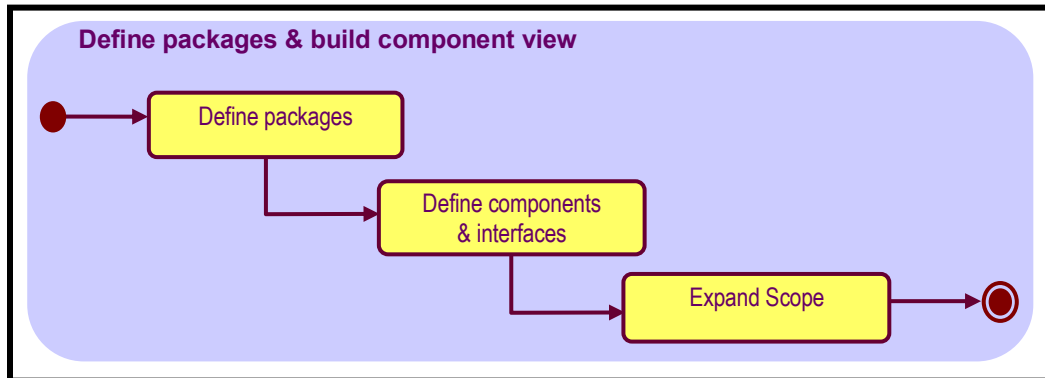 Define packages & build component view
Define packages
Define components
& interfaces
Expand Scope